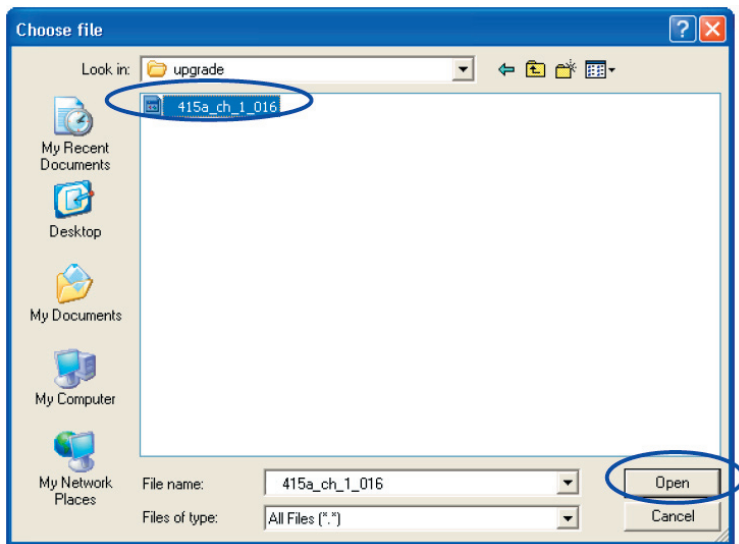 Choose file
Look in: upgrade
415a_ch_1_016
My Recent
Documents
Desktop
My Documents
My Computer
My Network
Places
File name: 415a_ch_1_016 Open
Files of type: All Files (*.*) Cancel